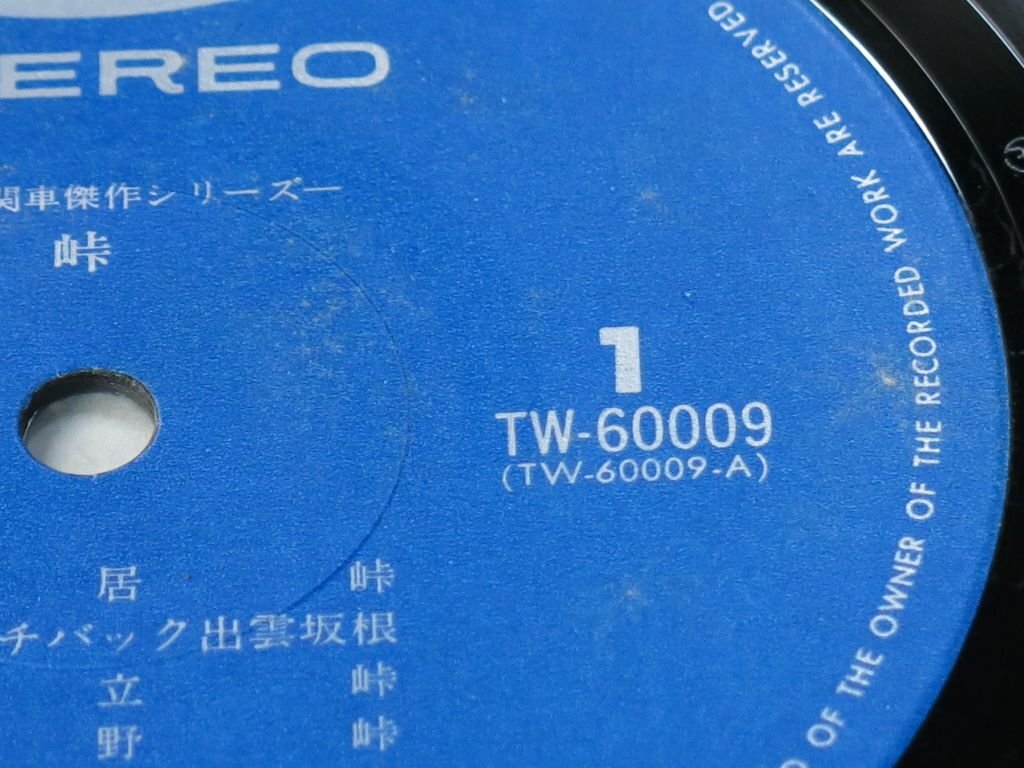 EREO
関車傑作シリーズー
峠
1
TW-60009
(TW-60009-A)
居 峠
チバック出雲坂根
立 峠
野 峠
OF THE OWNER OF THE RECORDED WORK ARE RESERVED